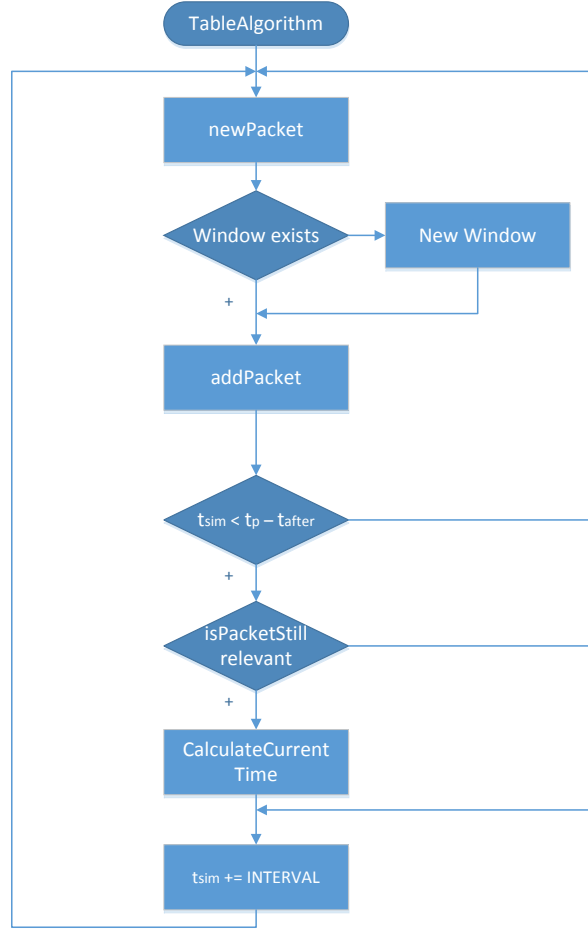 TableAlgorithm
newPacket
Window exists
New Window
+
addPacket
tsim < tp – tafter
+
isPacketStill
relevant
+
CalculateCurrent
Time
tsim += INTERVAL